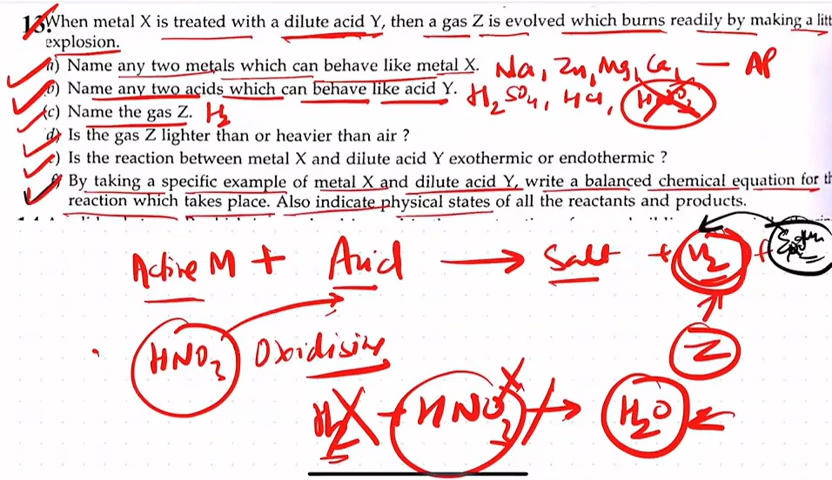 13. When metal X is treated with a dilute acid Y, then a gas Z is evolved which burns readily by making a litt
explosion.
a) Name any two metals which can behave like metal X. Na, Zn, Mg, Ca, —
b) Name any two acids which can behave like acid Y. H₂SO₄, HCl, HNO₃
(c) Name the gas Z. H₂
d) Is the gas Z lighter than or heavier than air ?
e) Is the reaction between metal X and dilute acid Y exothermic or endothermic ?
By taking a specific example of metal X and dilute acid Y, write a balanced chemical equation for th
reaction which takes place. Also indicate physical states of all the reactants and products.
Active M + Acid → Salt + H₂ +
HNO₃ Oxidising Z
H₂ + HNO₃ → H₂O